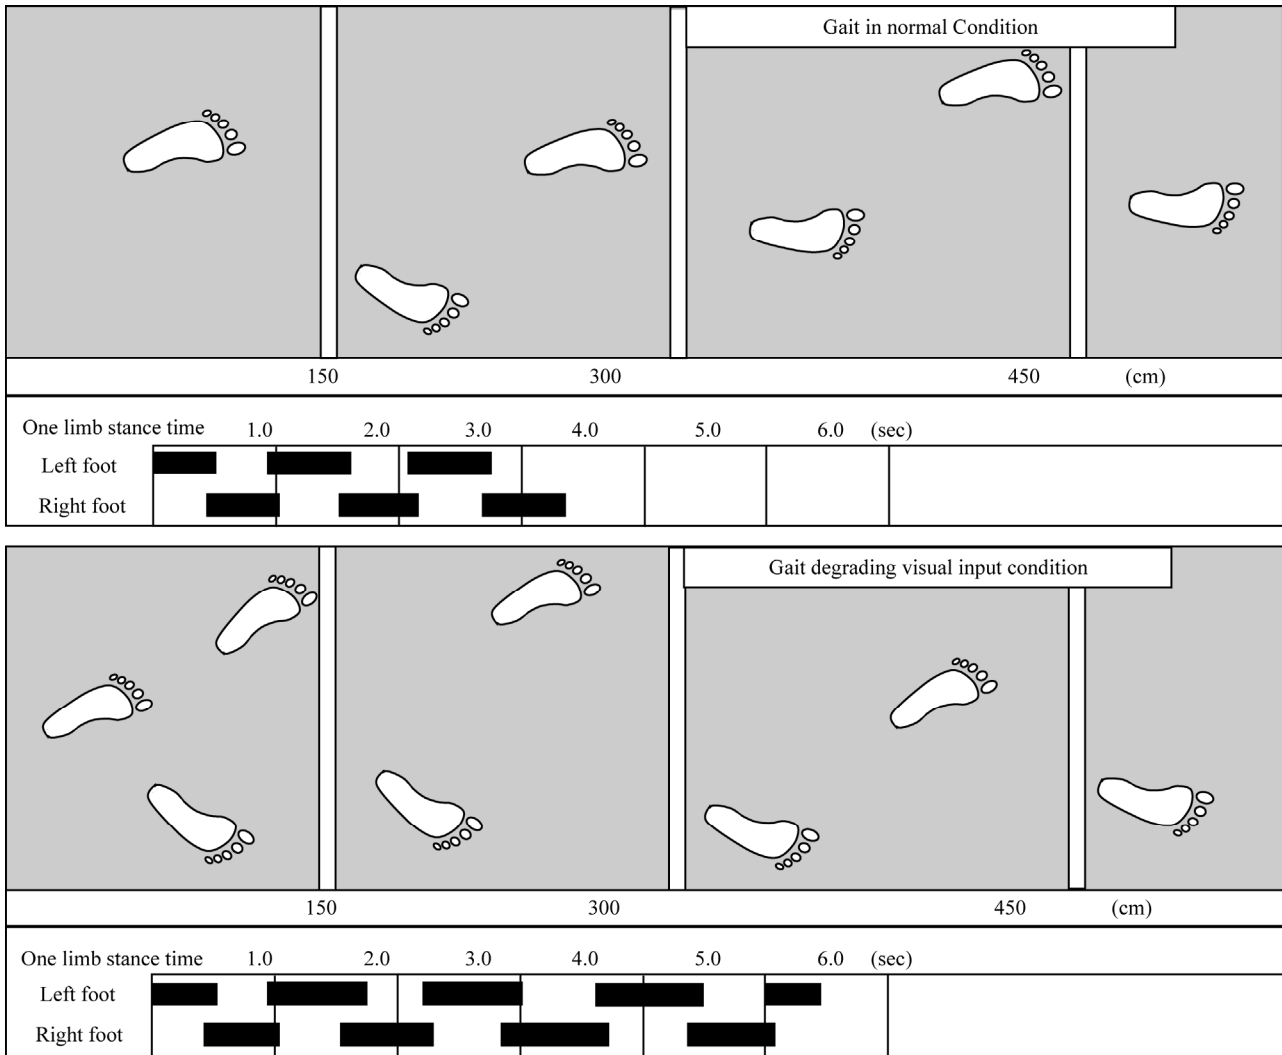 Gait in normal Condition
150 300 450 (cm)
One limb stance time 1.0 2.0 3.0 4.0 5.0 6.0 (sec)
Left foot
Right foot
Gait degrading visual input condition
150 300 450 (cm)
One limb stance time 1.0 2.0 3.0 4.0 5.0 6.0 (sec)
Left foot
Right foot